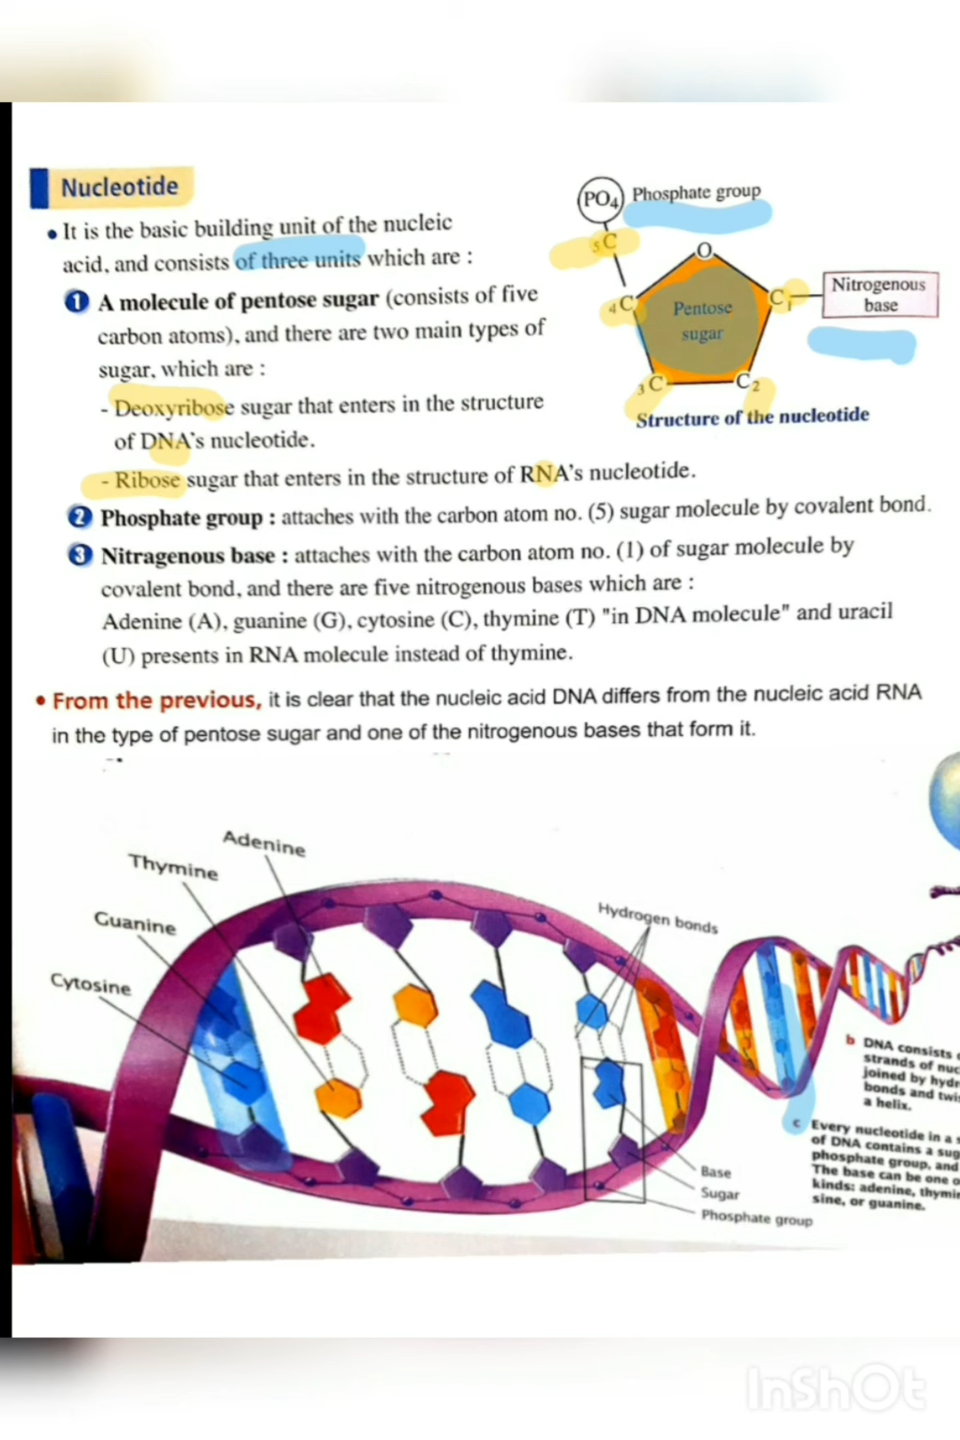 Nucleotide
• It is the basic building unit of the nucleic
acid, and consists of three units which are :
1 A molecule of pentose sugar (consists of five
carbon atoms), and there are two main types of
sugar, which are :
- Deoxyribose sugar that enters in the structure
of DNA's nucleotide.
- Ribose sugar that enters in the structure of RNA's nucleotide.
PO4 Phosphate group
5C
O
4C
Pentose
sugar
C1
Nitrogenous
base
3C
C2
Structure of the nucleotide
2 Phosphate group : attaches with the carbon atom no. (5) sugar molecule by covalent bond.
3 Nitragenous base : attaches with the carbon atom no. (1) of sugar molecule by
covalent bond, and there are five nitrogenous bases which are :
Adenine (A), guanine (G), cytosine (C), thymine (T) "in DNA molecule" and uracil
(U) presents in RNA molecule instead of thymine.
• From the previous, it is clear that the nucleic acid DNA differs from the nucleic acid RNA
in the type of pentose sugar and one of the nitrogenous bases that form it.
Adenine
Thymine
Guanine
Cytosine
Hydrogen bonds
b DNA consists
strands of nuc
joined by hydr
bonds and twis
a helix.
c Every nucleotide in a s
of DNA contains a sug
phosphate group, and
The base can be one o
kinds: adenine, thymin
sine, or guanine.
Base
Sugar
Phosphate group
InShOt